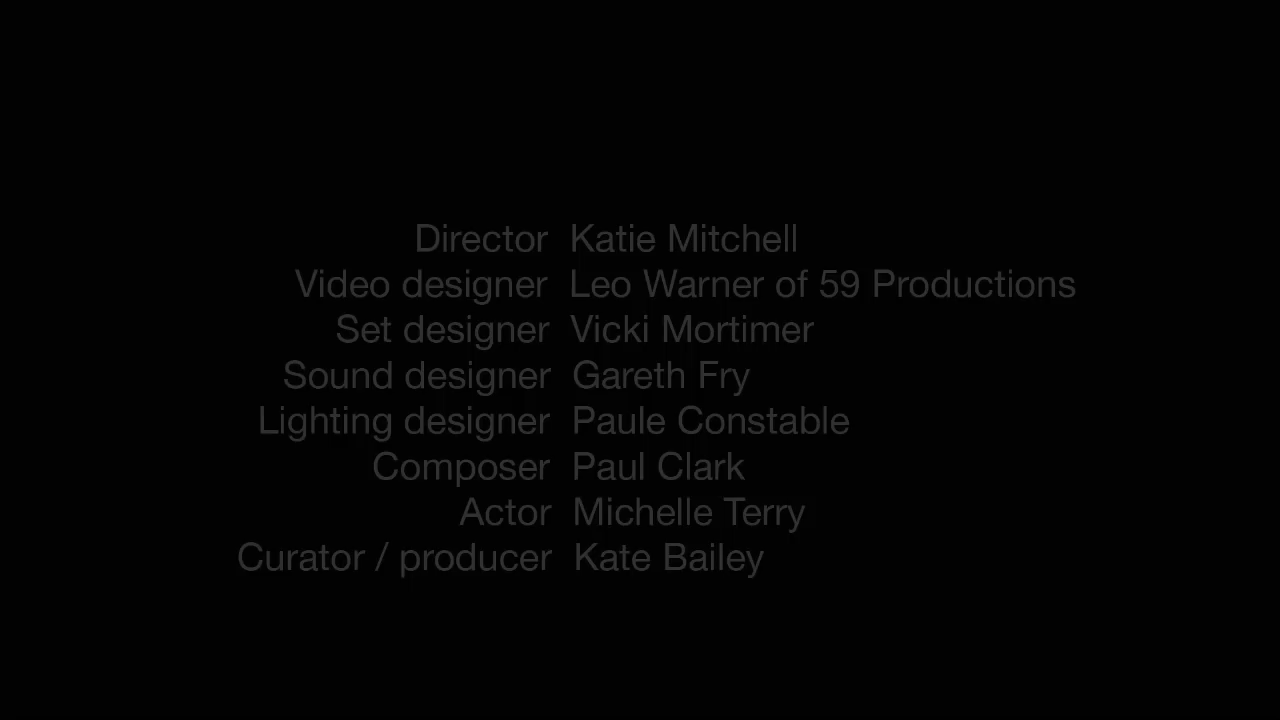 Director Katie Mitchell
Video designer Leo Warner of 59 Productions
Set designer Vicki Mortimer
Sound designer Gareth Fry
Lighting designer Paule Constable
Composer Paul Clark
Actor Michelle Terry
Curator / producer Kate Bailey